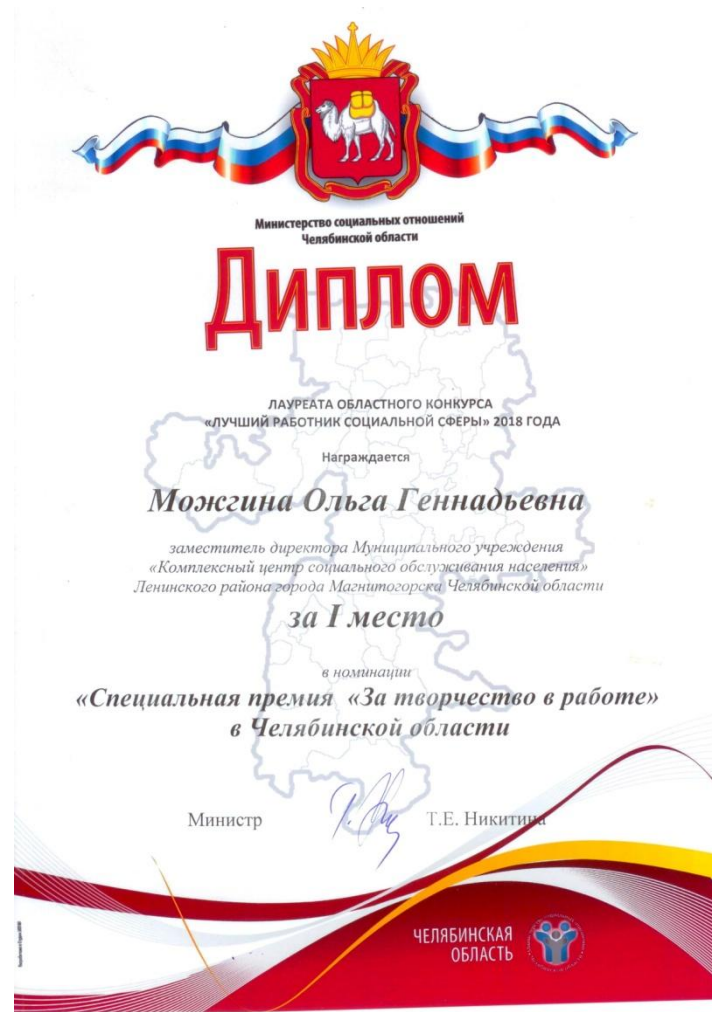 Министерство социальных отношений
Челябинской области
Диплом
ЛАУРЕАТА ОБЛАСТНОГО КОНКУРСА
«ЛУЧШИЙ РАБОТНИК СОЦИАЛЬНОЙ СФЕРЫ» 2018 ГОДА
Награждается
Можгина Ольга Геннадьевна
заместитель директора Муниципального учреждения
«Комплексный центр социального обслуживания населения»
Ленинского района города Магнитогорска Челябинской области
за I место
в номинации
«Специальная премия «За творчество в работе»
в Челябинской области
Министр Т.Е. Никитина
ЧЕЛЯБИНСКАЯ
ОБЛАСТЬ